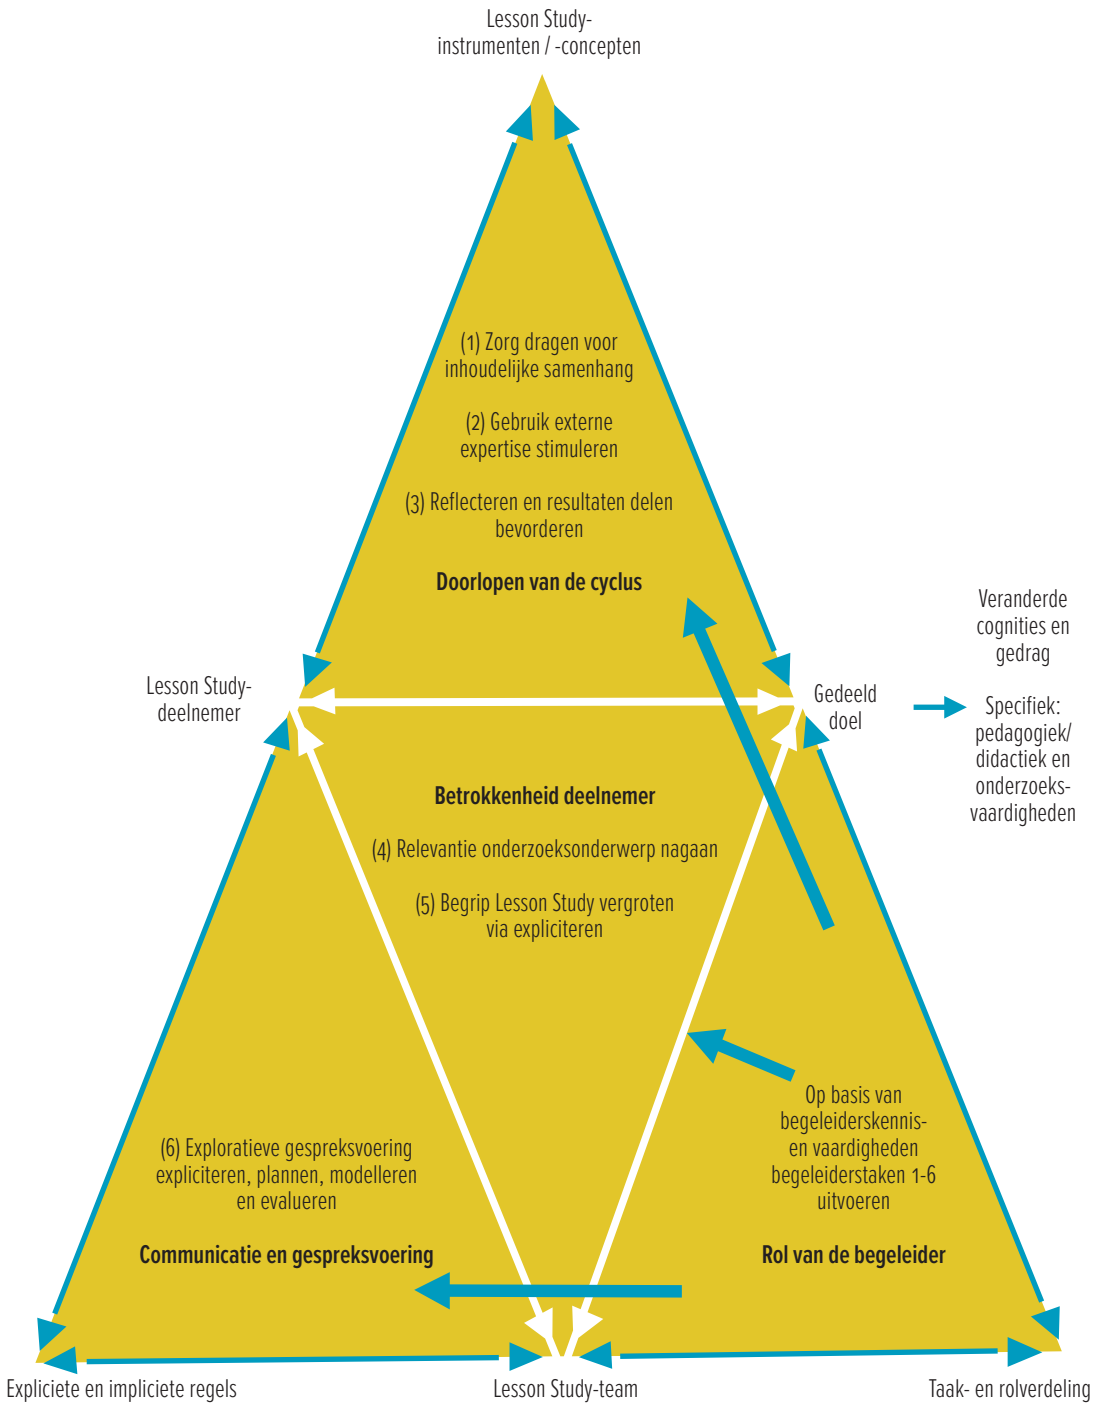 Lesson Study-
instrumenten / -concepten
(1) Zorg dragen voor
inhoudelijke samenhang
(2) Gebruik externe
expertise stimuleren
(3) Reflecteren en resultaten delen
bevorderen
Doorlopen van de cyclus
Lesson Study-
deelnemer
Gedeeld
doel
Veranderde
cognities en
gedrag
Specifiek:
pedagogiek/
didactiek en
onderzoeks-
vaardigheden
Betrokkenheid deelnemer
(4) Relevantie onderzoeksonderwerp nagaan
(5) Begrip Lesson Study vergroten
via expliciteren
(6) Exploratieve gespreksvoering
expliciteren, plannen, modelleren
en evalueren
Communicatie en gespreksvoering
Op basis van
begeleiderskennis-
en vaardigheden
begeleiderstaken 1-6
uitvoeren
Rol van de begeleider
Expliciete en impliciete regels
Lesson Study-team
Taak- en rolverdeling